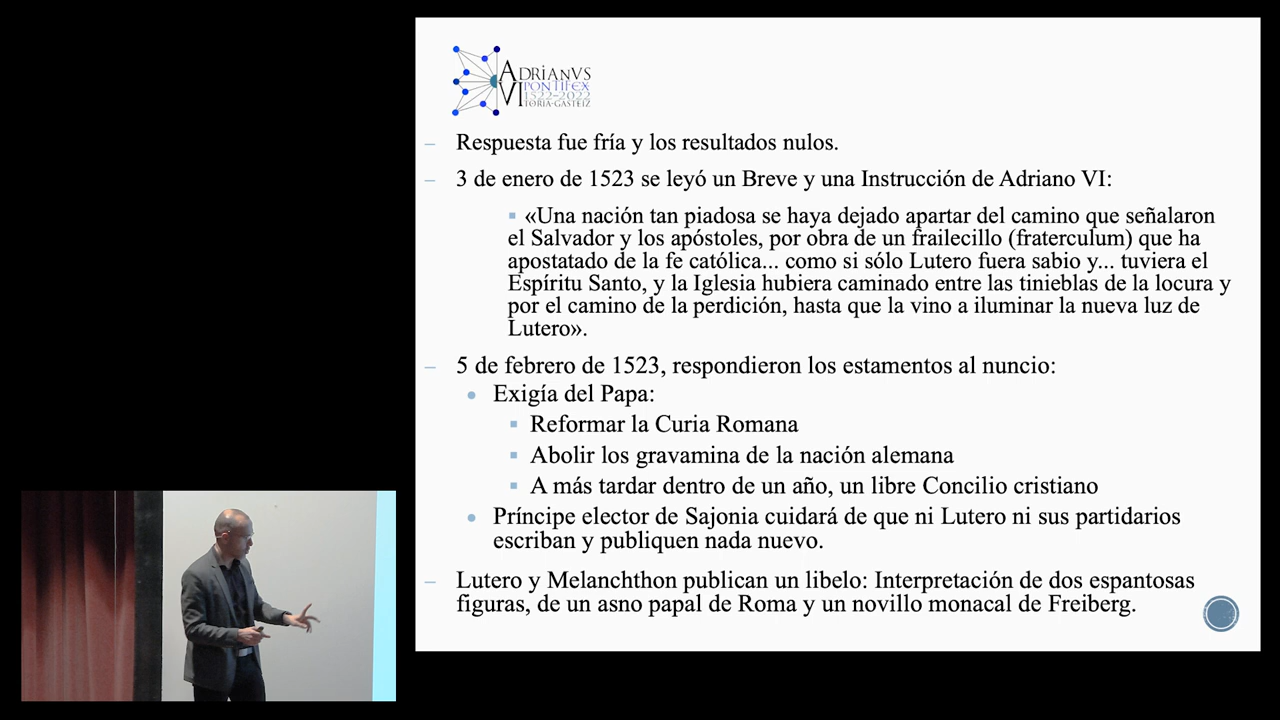 ADRIANVS
VI PONTIFEX
1522-2022
VITORIA-GASTEIZ
– Respuesta fue fría y los resultados nulos.
– 3 de enero de 1523 se leyó un Breve y una Instrucción de Adriano VI:
▪ «Una nación tan piadosa se haya dejado apartar del camino que señalaron
el Salvador y los apóstoles, por obra de un frailecillo (fraterculum) que ha
apostatado de la fe católica... como si sólo Lutero fuera sabio y... tuviera el
Espíritu Santo, y la Iglesia hubiera caminado entre las tinieblas de la locura y
por el camino de la perdición, hasta que la vino a iluminar la nueva luz de
Lutero».
– 5 de febrero de 1523, respondieron los estamentos al nuncio:
• Exigía del Papa:
▪ Reformar la Curia Romana
▪ Abolir los gravamina de la nación alemana
▪ A más tardar dentro de un año, un libre Concilio cristiano
• Príncipe elector de Sajonia cuidará de que ni Lutero ni sus partidarios
escriban y publiquen nada nuevo.
– Lutero y Melanchthon publican un libelo: Interpretación de dos espantosas
figuras, de un asno papal de Roma y un novillo monacal de Freiberg.